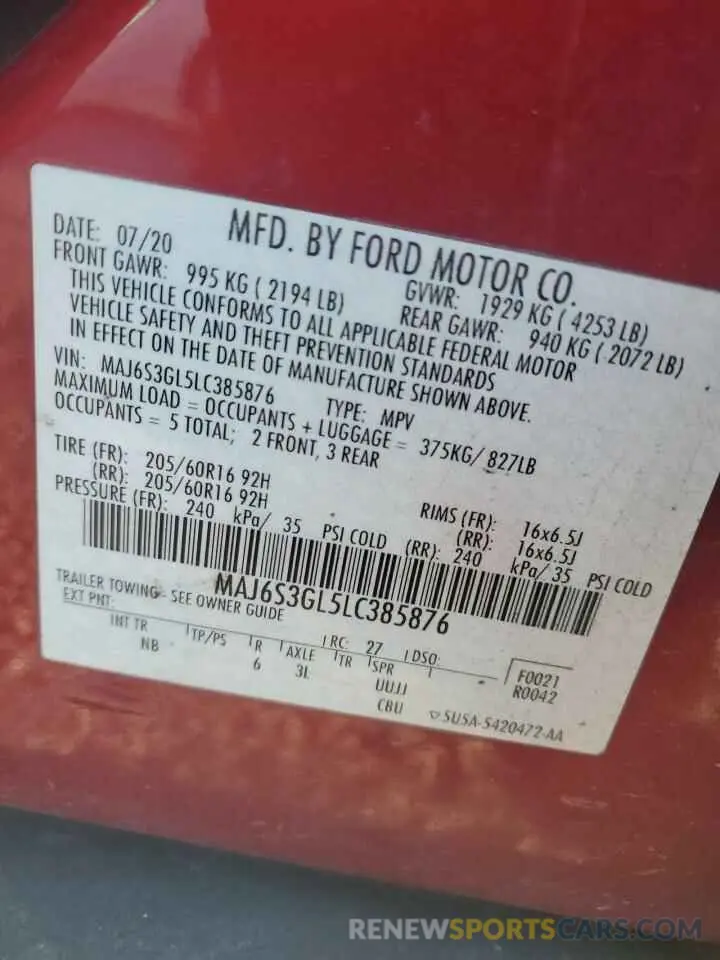 MFD. BY FORD MOTOR CO.
DATE: 07/20 GVWR: 1929 KG ( 4253 LB)
FRONT GAWR: 995 KG ( 2194 LB) REAR GAWR: 940 KG ( 2072 LB)
THIS VEHICLE CONFORMS TO ALL APPLICABLE FEDERAL MOTOR
VEHICLE SAFETY AND THEFT PREVENTION STANDARDS
IN EFFECT ON THE DATE OF MANUFACTURE SHOWN ABOVE.
VIN: MAJ6S3GL5LC385876 TYPE: MPV
MAXIMUM LOAD = OCCUPANTS + LUGGAGE = 375KG/ 827LB
OCCUPANTS = 5 TOTAL; 2 FRONT, 3 REAR
TIRE (FR): 205/60R16 92H RIMS (FR): 16x6.5J
(RR): 205/60R16 92H (RR): 16x6.5J
PRESSURE (FR): 240 kPa/ 35 PSI COLD (RR): 240 kPa/ 35 PSI COLD
MAJ6S3GL5LC385876
TRAILER TOWING - SEE OWNER GUIDE
EXT PNT: RC: 27 DSO:
INT TR TP/PS R AXLE TR SPR
NB 6 3L UUJJ
CBU
F0021
R0042
5U5A-5420472-AA
RENEWSPORTSCARS.COM